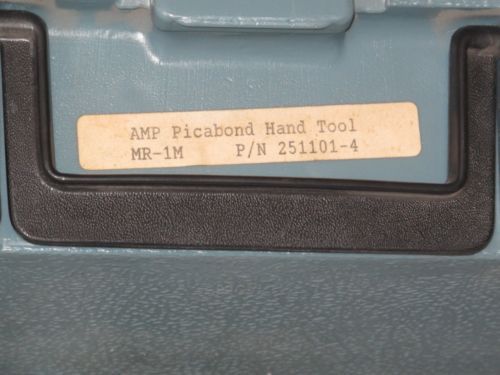 AMP Picabond Hand Tool
MR-1M P/N 251101-4